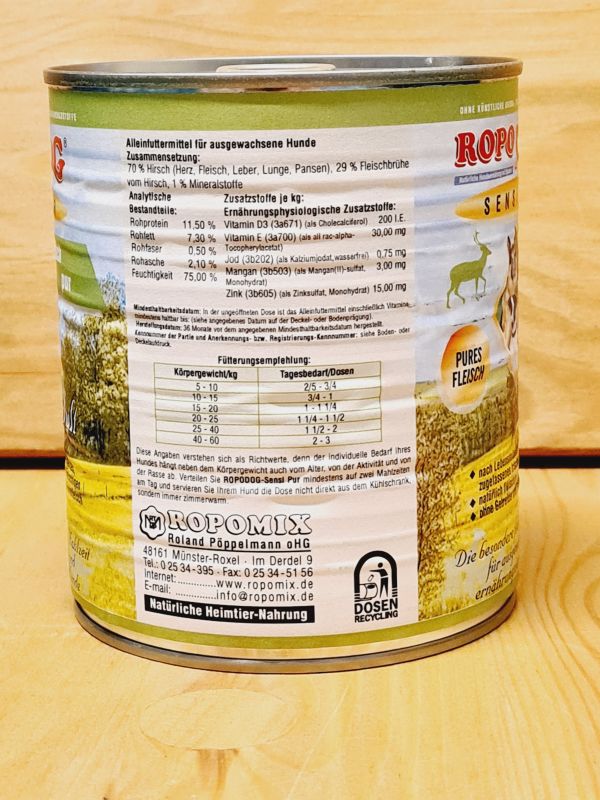 OHNE KÜNSTLICHE
Alleinfuttermittel für ausgewachsene Hunde
Zusammensetzung:
70 % Hirsch (Herz, Fleisch, Leber, Lunge, Pansen), 29 % Fleischbrühe
vom Hirsch, 1 % Mineralstoffe
Analytische
Bestandteile:
Rohprotein 11,50 %
Rohfett 7,30 %
Rohfaser 0,50 %
Rohasche 2,10 %
Feuchtigkeit 75,00 %
Zusatzstoffe je kg:
Ernährungsphysiologische Zusatzstoffe:
Vitamin D3 (3a671) (als Cholecalciferol) 200 I.E.
Vitamin E (3a700) (als all rac-alpha- 30,00 mg
Tocopherylacetat)
Jod (3b202) (als Kalziumjodat, wasserfrei) 0,75 mg
Mangan (3b503) (als Mangan(II)-sulfat, 3,00 mg
Monohydrat)
Zink (3b605) (als Zinksulfat, Monohydrat) 15,00 mg
Mindesthaltbarkeitsdatum: In der ungeöffneten Dose ist das Alleinfuttermittel einschließlich Vitamine
mindestens haltbar bis: (siehe angegebenes Datum auf der Deckel- oder Bodenprägung).
Herstellungsdatum: 36 Monate vor dem angegebenen Mindesthaltbarkeitsdatum hergestellt.
Kennnummer der Partie und Anerkennungs- bzw. Registrierungs-Kennnummer: siehe Boden- oder
Deckelaufdruck.
Fütterungsempfehlung:
Körpergewicht/kg Tagesbedarf/Dosen
5 - 10 2/5 - 3/4
10 - 15 3/4 - 1
15 - 20 1 - 1 1/4
20 - 25 1 1/4 - 1 1/2
25 - 40 1 1/2 - 2
40 - 60 2 - 3
Diese Angaben verstehen sich als Richtwerte, denn der individuelle Bedarf Ihres
Hundes hängt neben dem Körpergewicht auch vom Alter, von der Aktivität und von
der Rasse ab. Verteilen Sie ROPODOG-Sensi Pur mindestens auf zwei Mahlzeiten
am Tag und servieren Sie Ihrem Hund die Dose nicht direkt aus dem Kühlschrank,
sondern immer zimmerwarm.
ROPOMIX
Roland Pöppelmann oHG
48161 Münster-Roxel · Im Derdel 9
Tel.: 0 25 34-395 · Fax: 0 25 34-51 56
Internet: ............www.ropomix.de
E-mail: ............info@ropomix.de
Natürliche Heimtier-Nahrung
DOSEN
RECYCLING
ROPO
SENS
PURES
FLEISCH
nach Lebens
zugelassenes
natürlich
ohne Getre
Die besondere
für ausge
ernähru